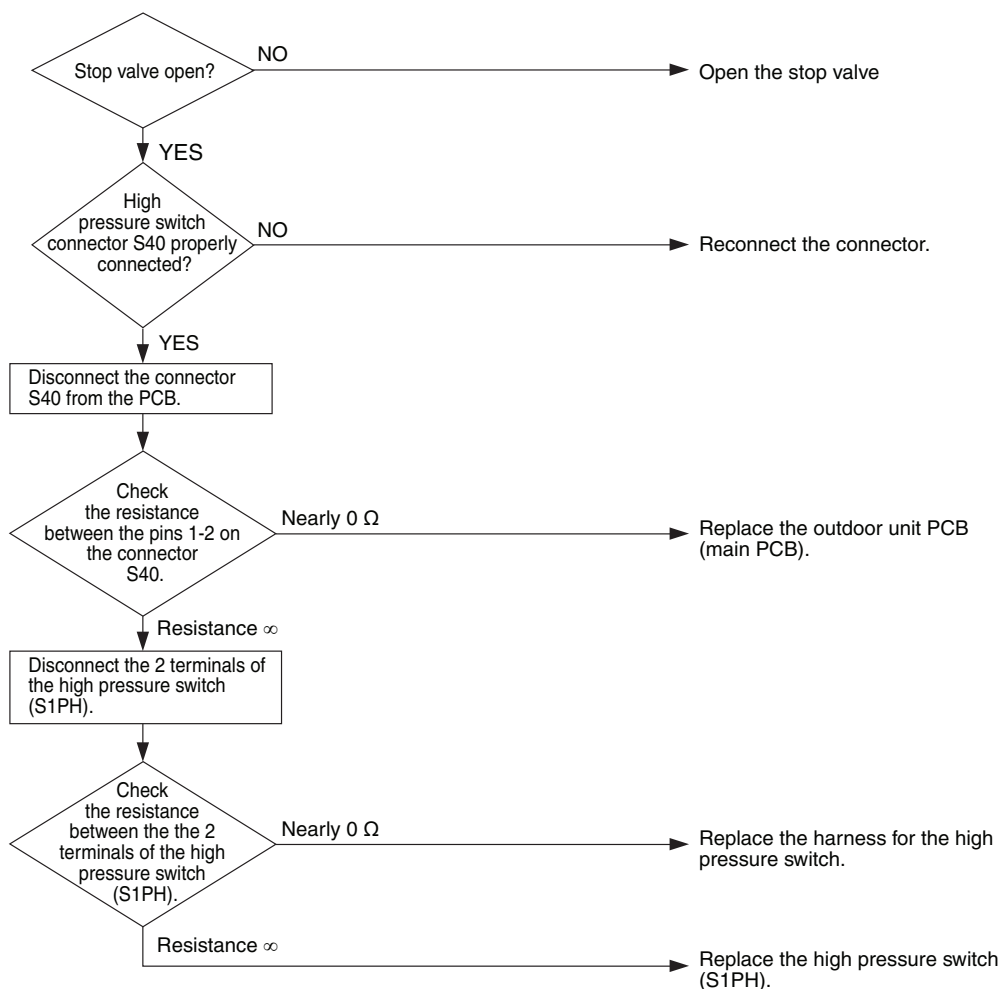 Stop valve open?
NO
Open the stop valve
YES
High
pressure switch
connector S40 properly
connected?
NO
Reconnect the connector.
YES
Disconnect the connector
S40 from the PCB.
Check
the resistance
between the pins 1-2 on
the connector
S40.
Nearly 0 Ω
Replace the outdoor unit PCB
(main PCB).
Resistance ∞
Disconnect the 2 terminals of
the high pressure switch
(S1PH).
Check
the resistance
between the the 2
terminals of the high
pressure switch
(S1PH).
Nearly 0 Ω
Replace the harness for the high
pressure switch.
Resistance ∞
Replace the high pressure switch
(S1PH).